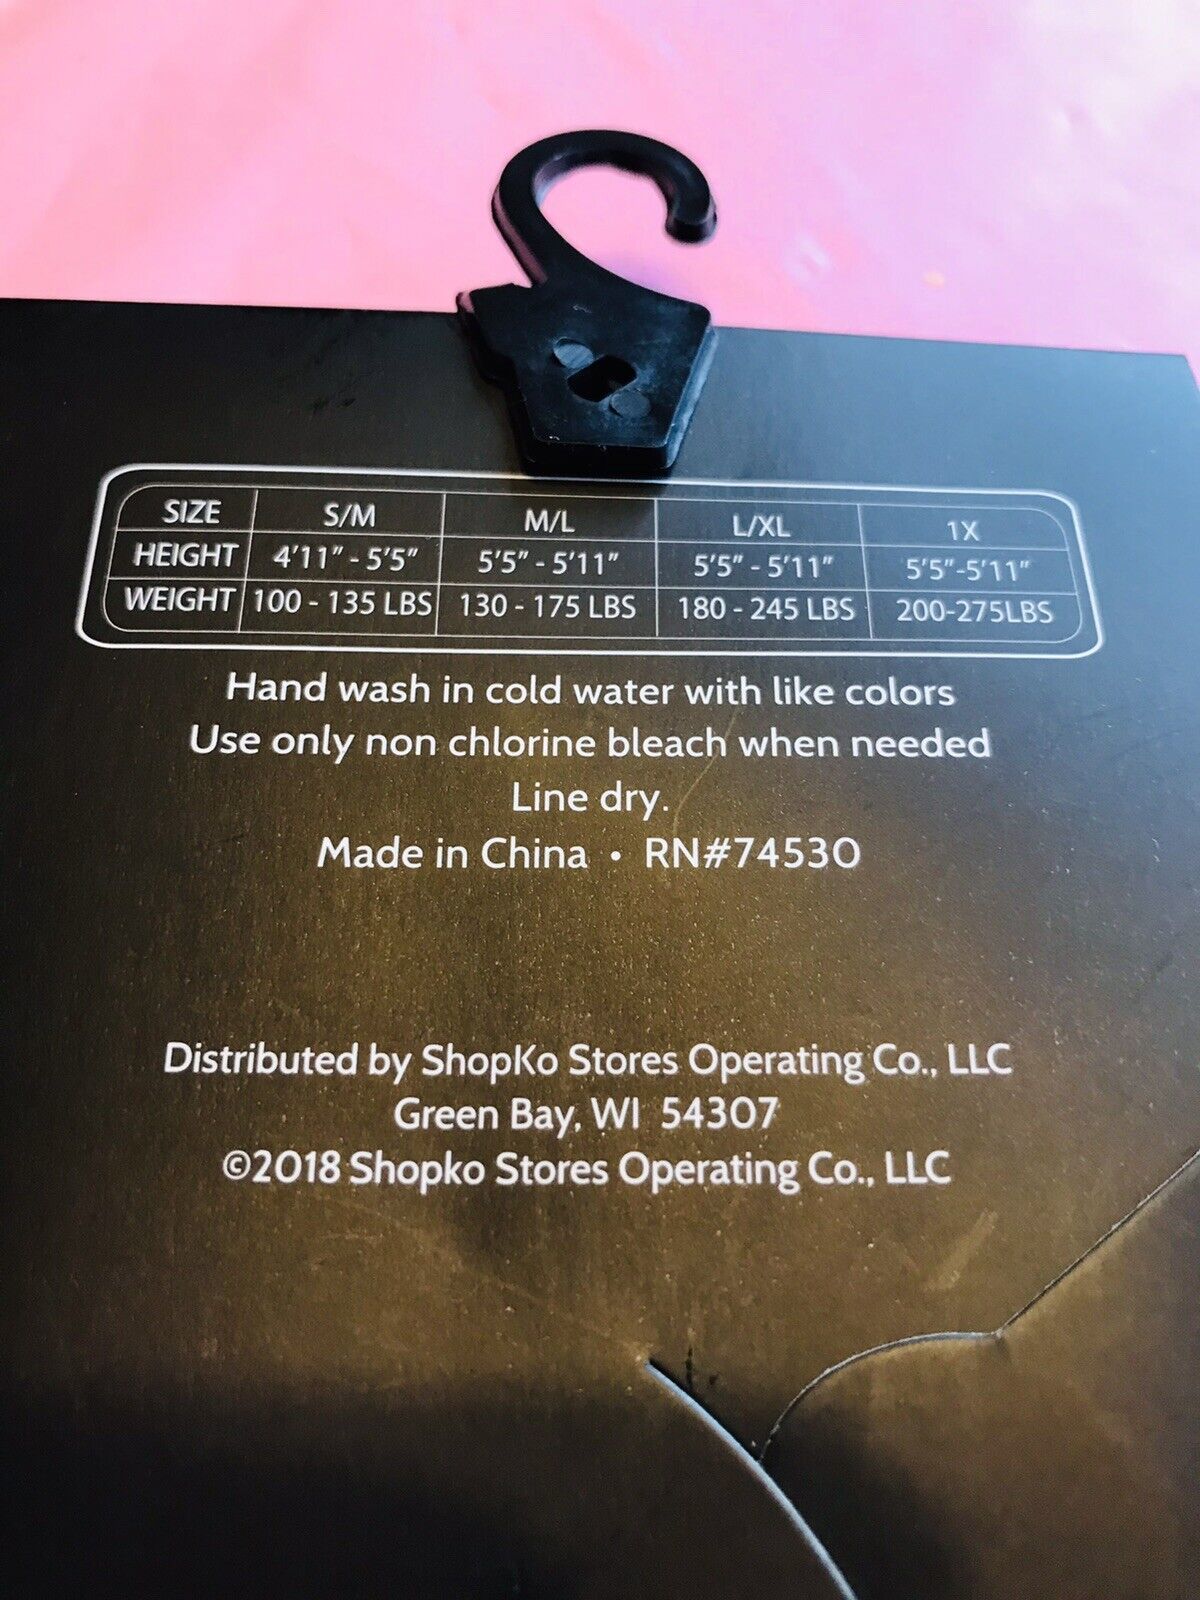 SIZE S/M M/L L/XL 1X
HEIGHT 4'11" - 5'5" 5'5" - 5'11" 5'5" - 5'11" 5'5"-5'11"
WEIGHT 100 - 135 LBS 130 - 175 LBS 180 - 245 LBS 200-275LBS
Hand wash in cold water with like colors
Use only non chlorine bleach when needed
Line dry.
Made in China • RN#74530
Distributed by ShopKo Stores Operating Co., LLC
Green Bay, WI 54307
©2018 Shopko Stores Operating Co., LLC